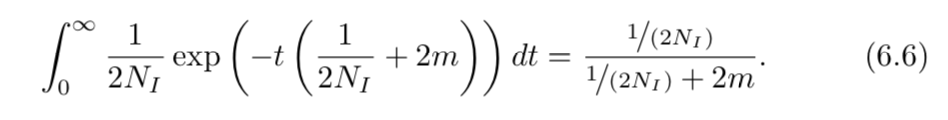 ∫₀^∞ 1/(2N_I) exp(−t(1/(2N_I) + 2m)) dt = (1/(2N_I))/(1/(2N_I) + 2m). (6.6)